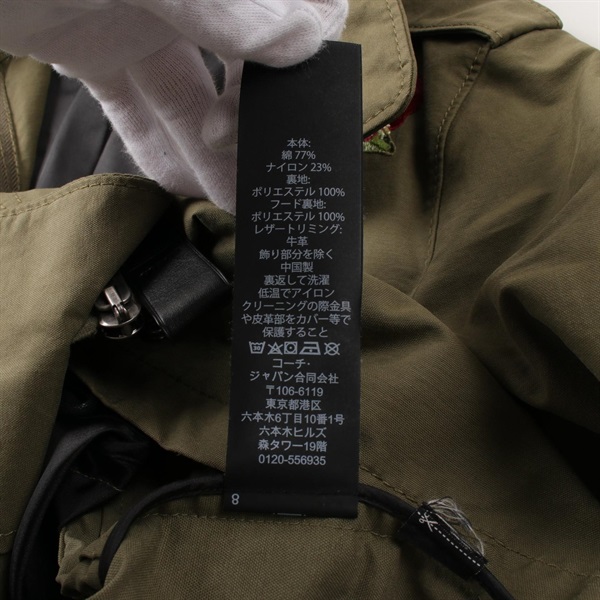 本体:
綿 77%
ナイロン 23%
裏地:
ポリエステル 100%
フード裏地:
ポリエステル 100%
レザートリミング:
牛革
飾り部分を除く
中国製
裏返して洗濯
低温でアイロン
クリーニングの際金具
や皮革部をカバー等で
保護すること
コーチ・
ジャパン合同会社
〒106-6119
東京都港区
六本木6丁目10番1号
六本木ヒルズ
森タワー19階
0120-556935
8